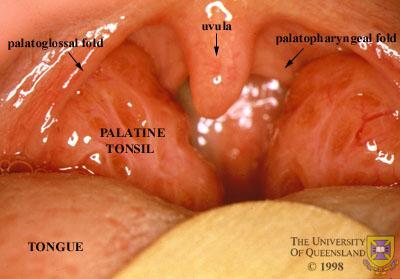 uvula
palatoglossal fold
palatopharyngeal fold
PALATINE
TONSIL
TONGUE
THE UNIVERSITY
OF QUEENSLAND
© 1998